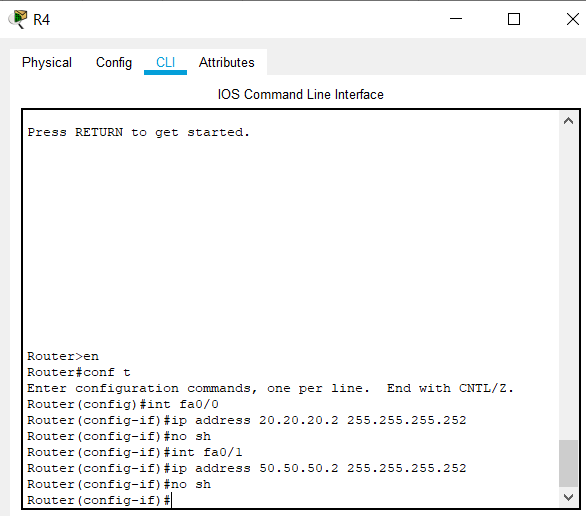 R4
Physical Config CLI Attributes
IOS Command Line Interface
Press RETURN to get started.
Router>en
Router#conf t
Enter configuration commands, one per line.  End with CNTL/Z.
Router(config)#int fa0/0
Router(config-if)#ip address 20.20.20.2 255.255.255.252
Router(config-if)#no sh
Router(config-if)#int fa0/1
Router(config-if)#ip address 50.50.50.2 255.255.255.252
Router(config-if)#no sh
Router(config-if)#